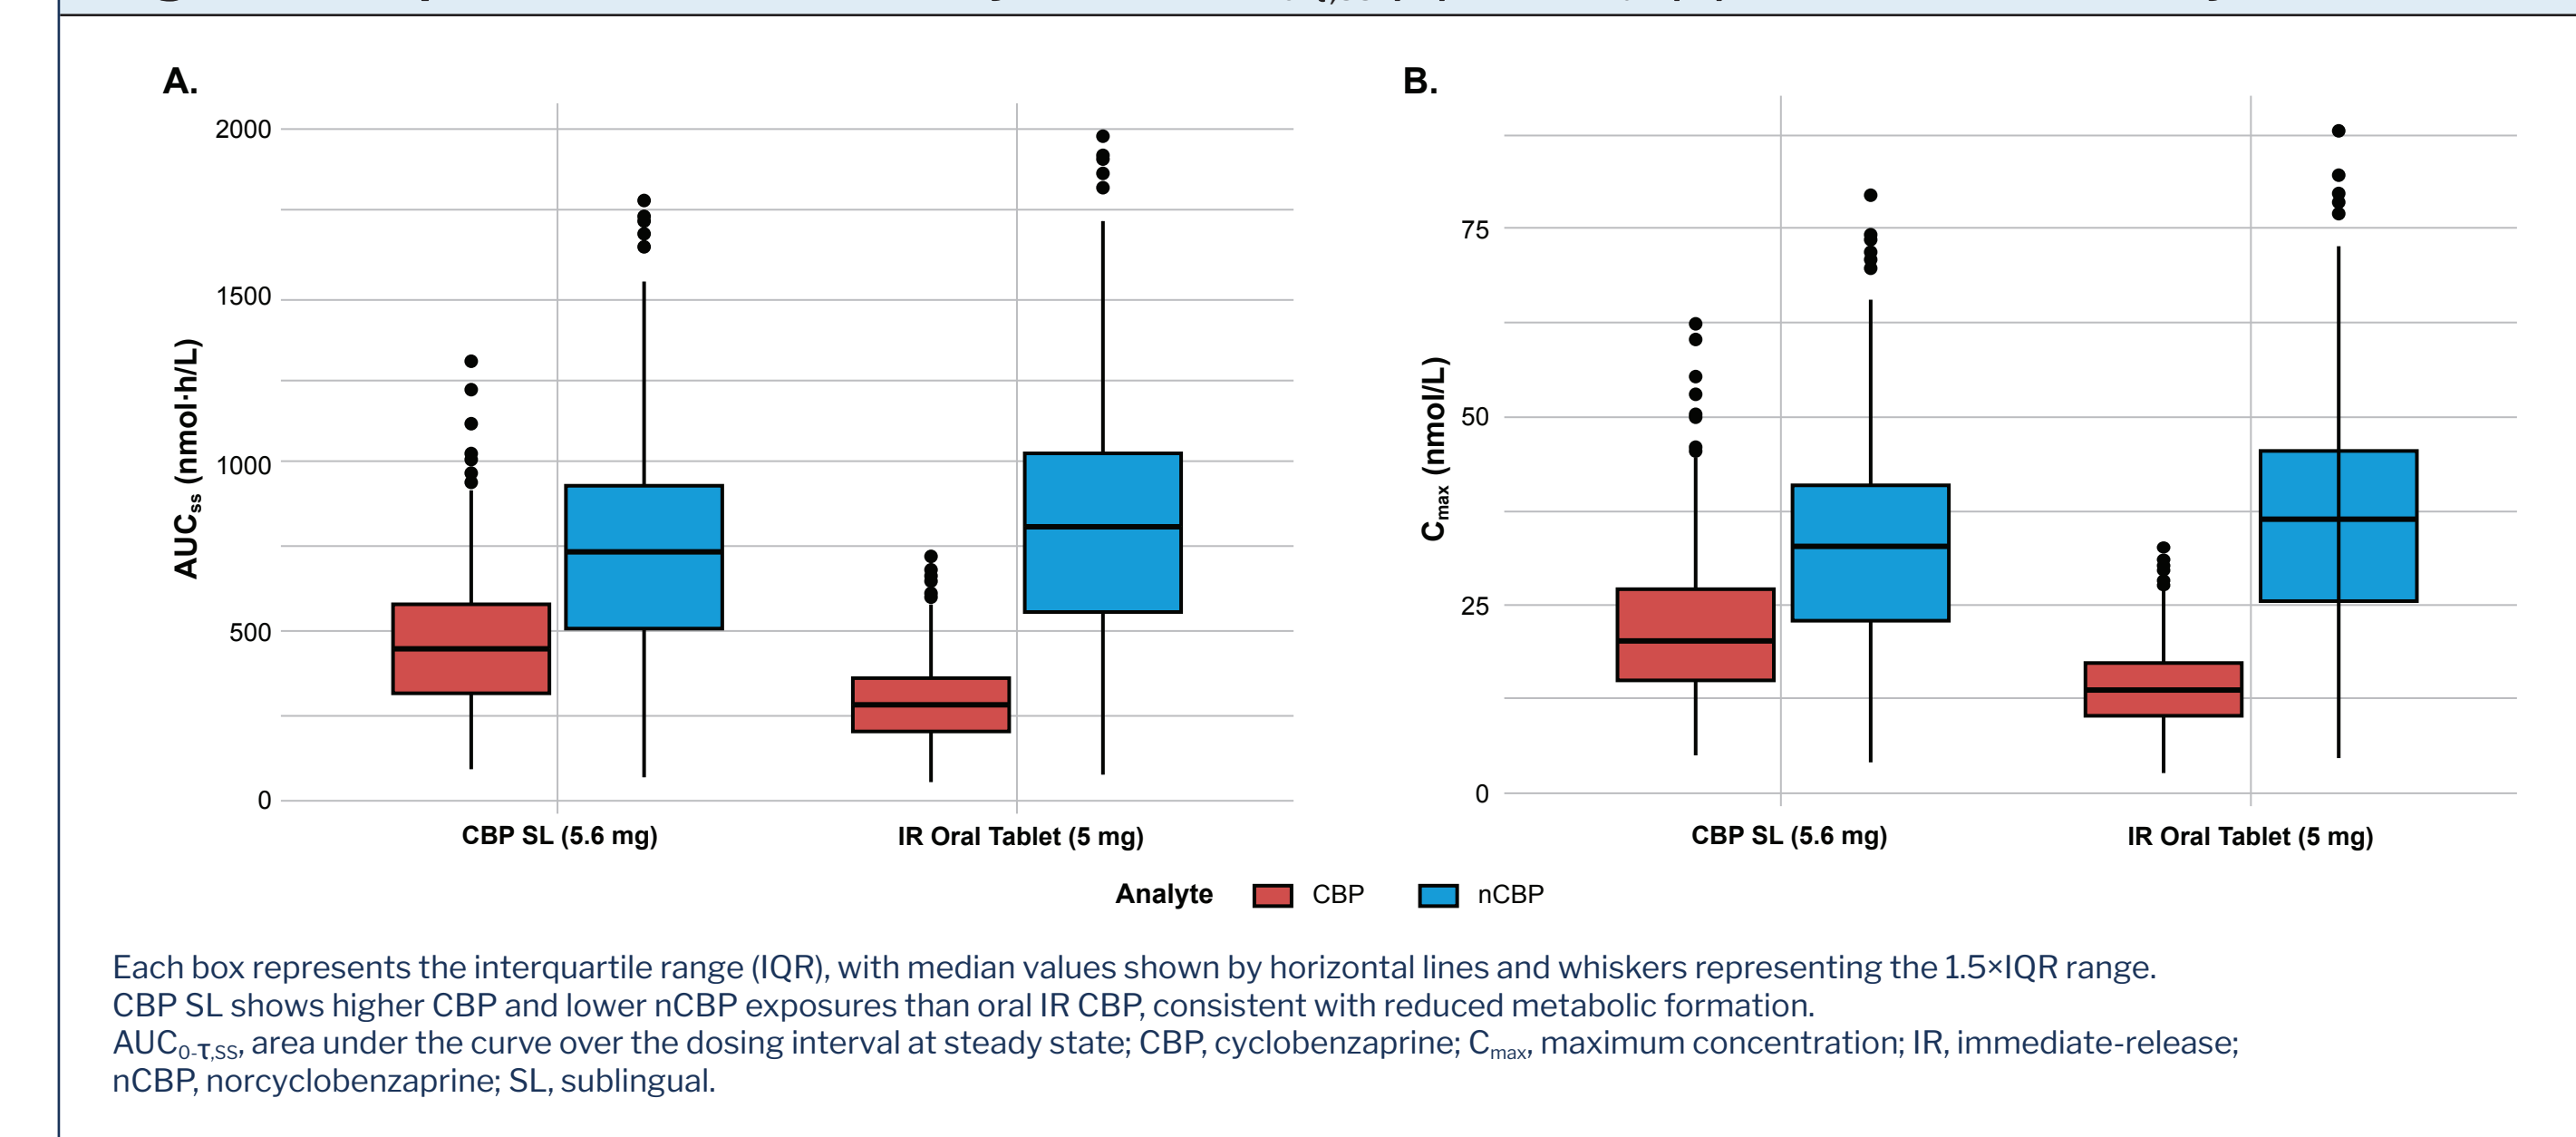 A.
2000
1500
1000
500
0
AUCss (nmol·h/L)
CBP SL (5.6 mg)
IR Oral Tablet (5 mg)
B.
75
50
25
0
Cmax (nmol/L)
CBP SL (5.6 mg)
IR Oral Tablet (5 mg)
Analyte CBP nCBP
Each box represents the interquartile range (IQR), with median values shown by horizontal lines and whiskers representing the 1.5×IQR range.
CBP SL shows higher CBP and lower nCBP exposures than oral IR CBP, consistent with reduced metabolic formation.
AUC0-τ,SS, area under the curve over the dosing interval at steady state; CBP, cyclobenzaprine; Cmax, maximum concentration; IR, immediate-release;
nCBP, norcyclobenzaprine; SL, sublingual.